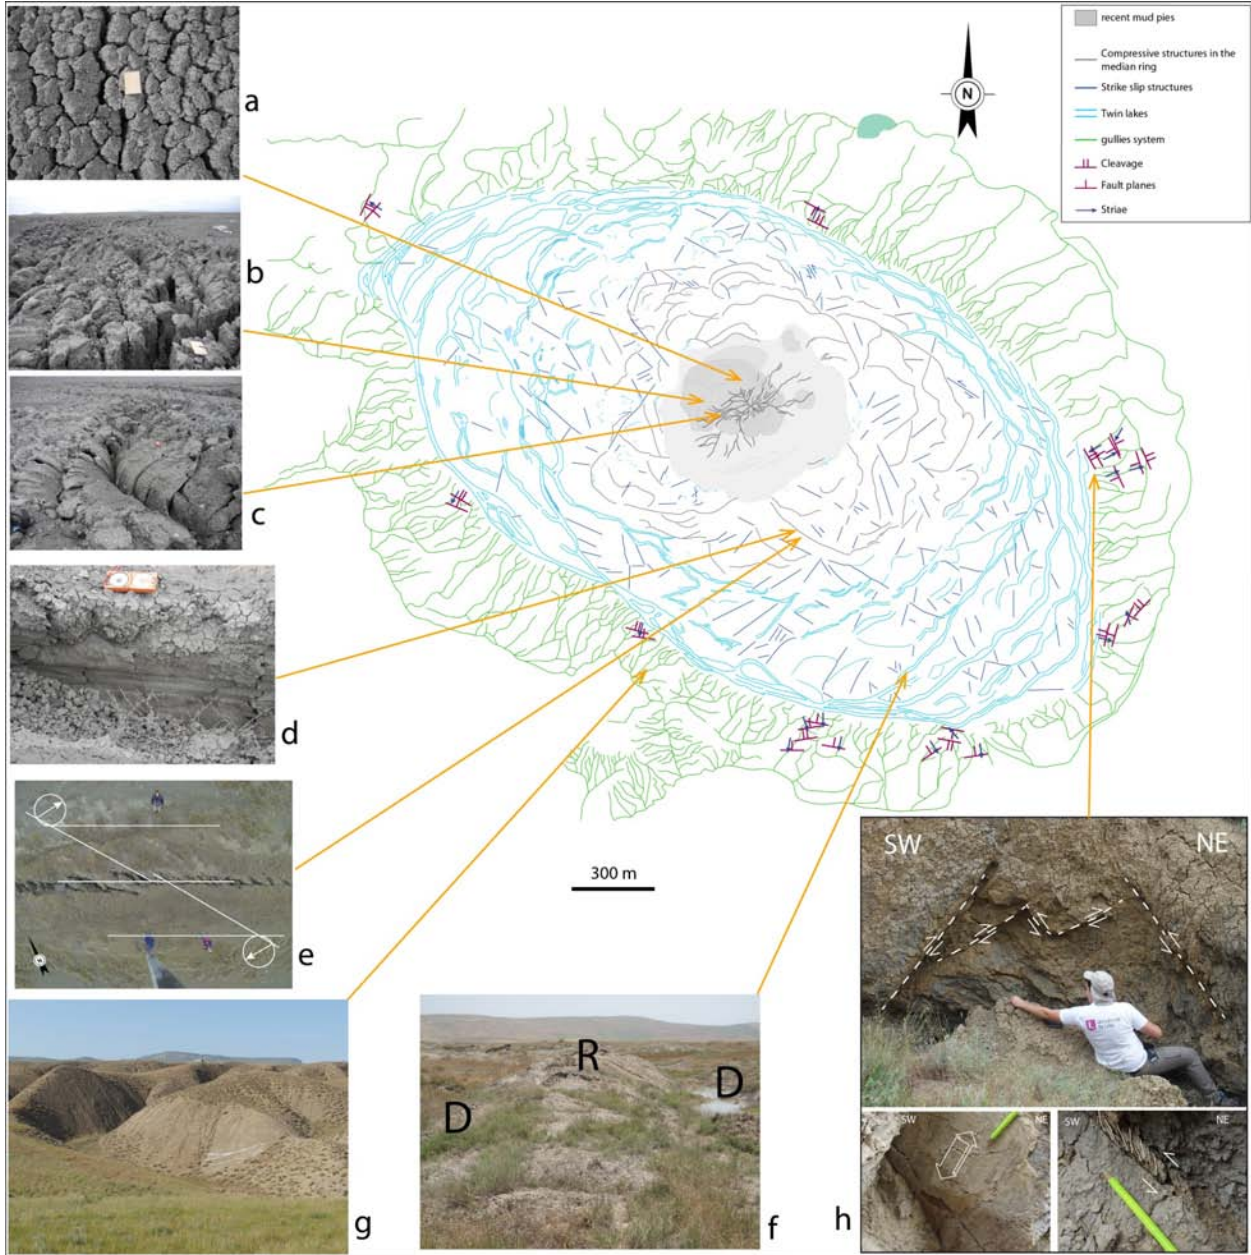 a
b
c
d
e
g
N
recent mud pies
Compressive structures in the
median ring
Strike slip structures
Twin lakes
gullies system
Cleavage
Fault planes
Striae
300 m
R
D
D
f
SW
NE
SW
NE
SW
NE
h